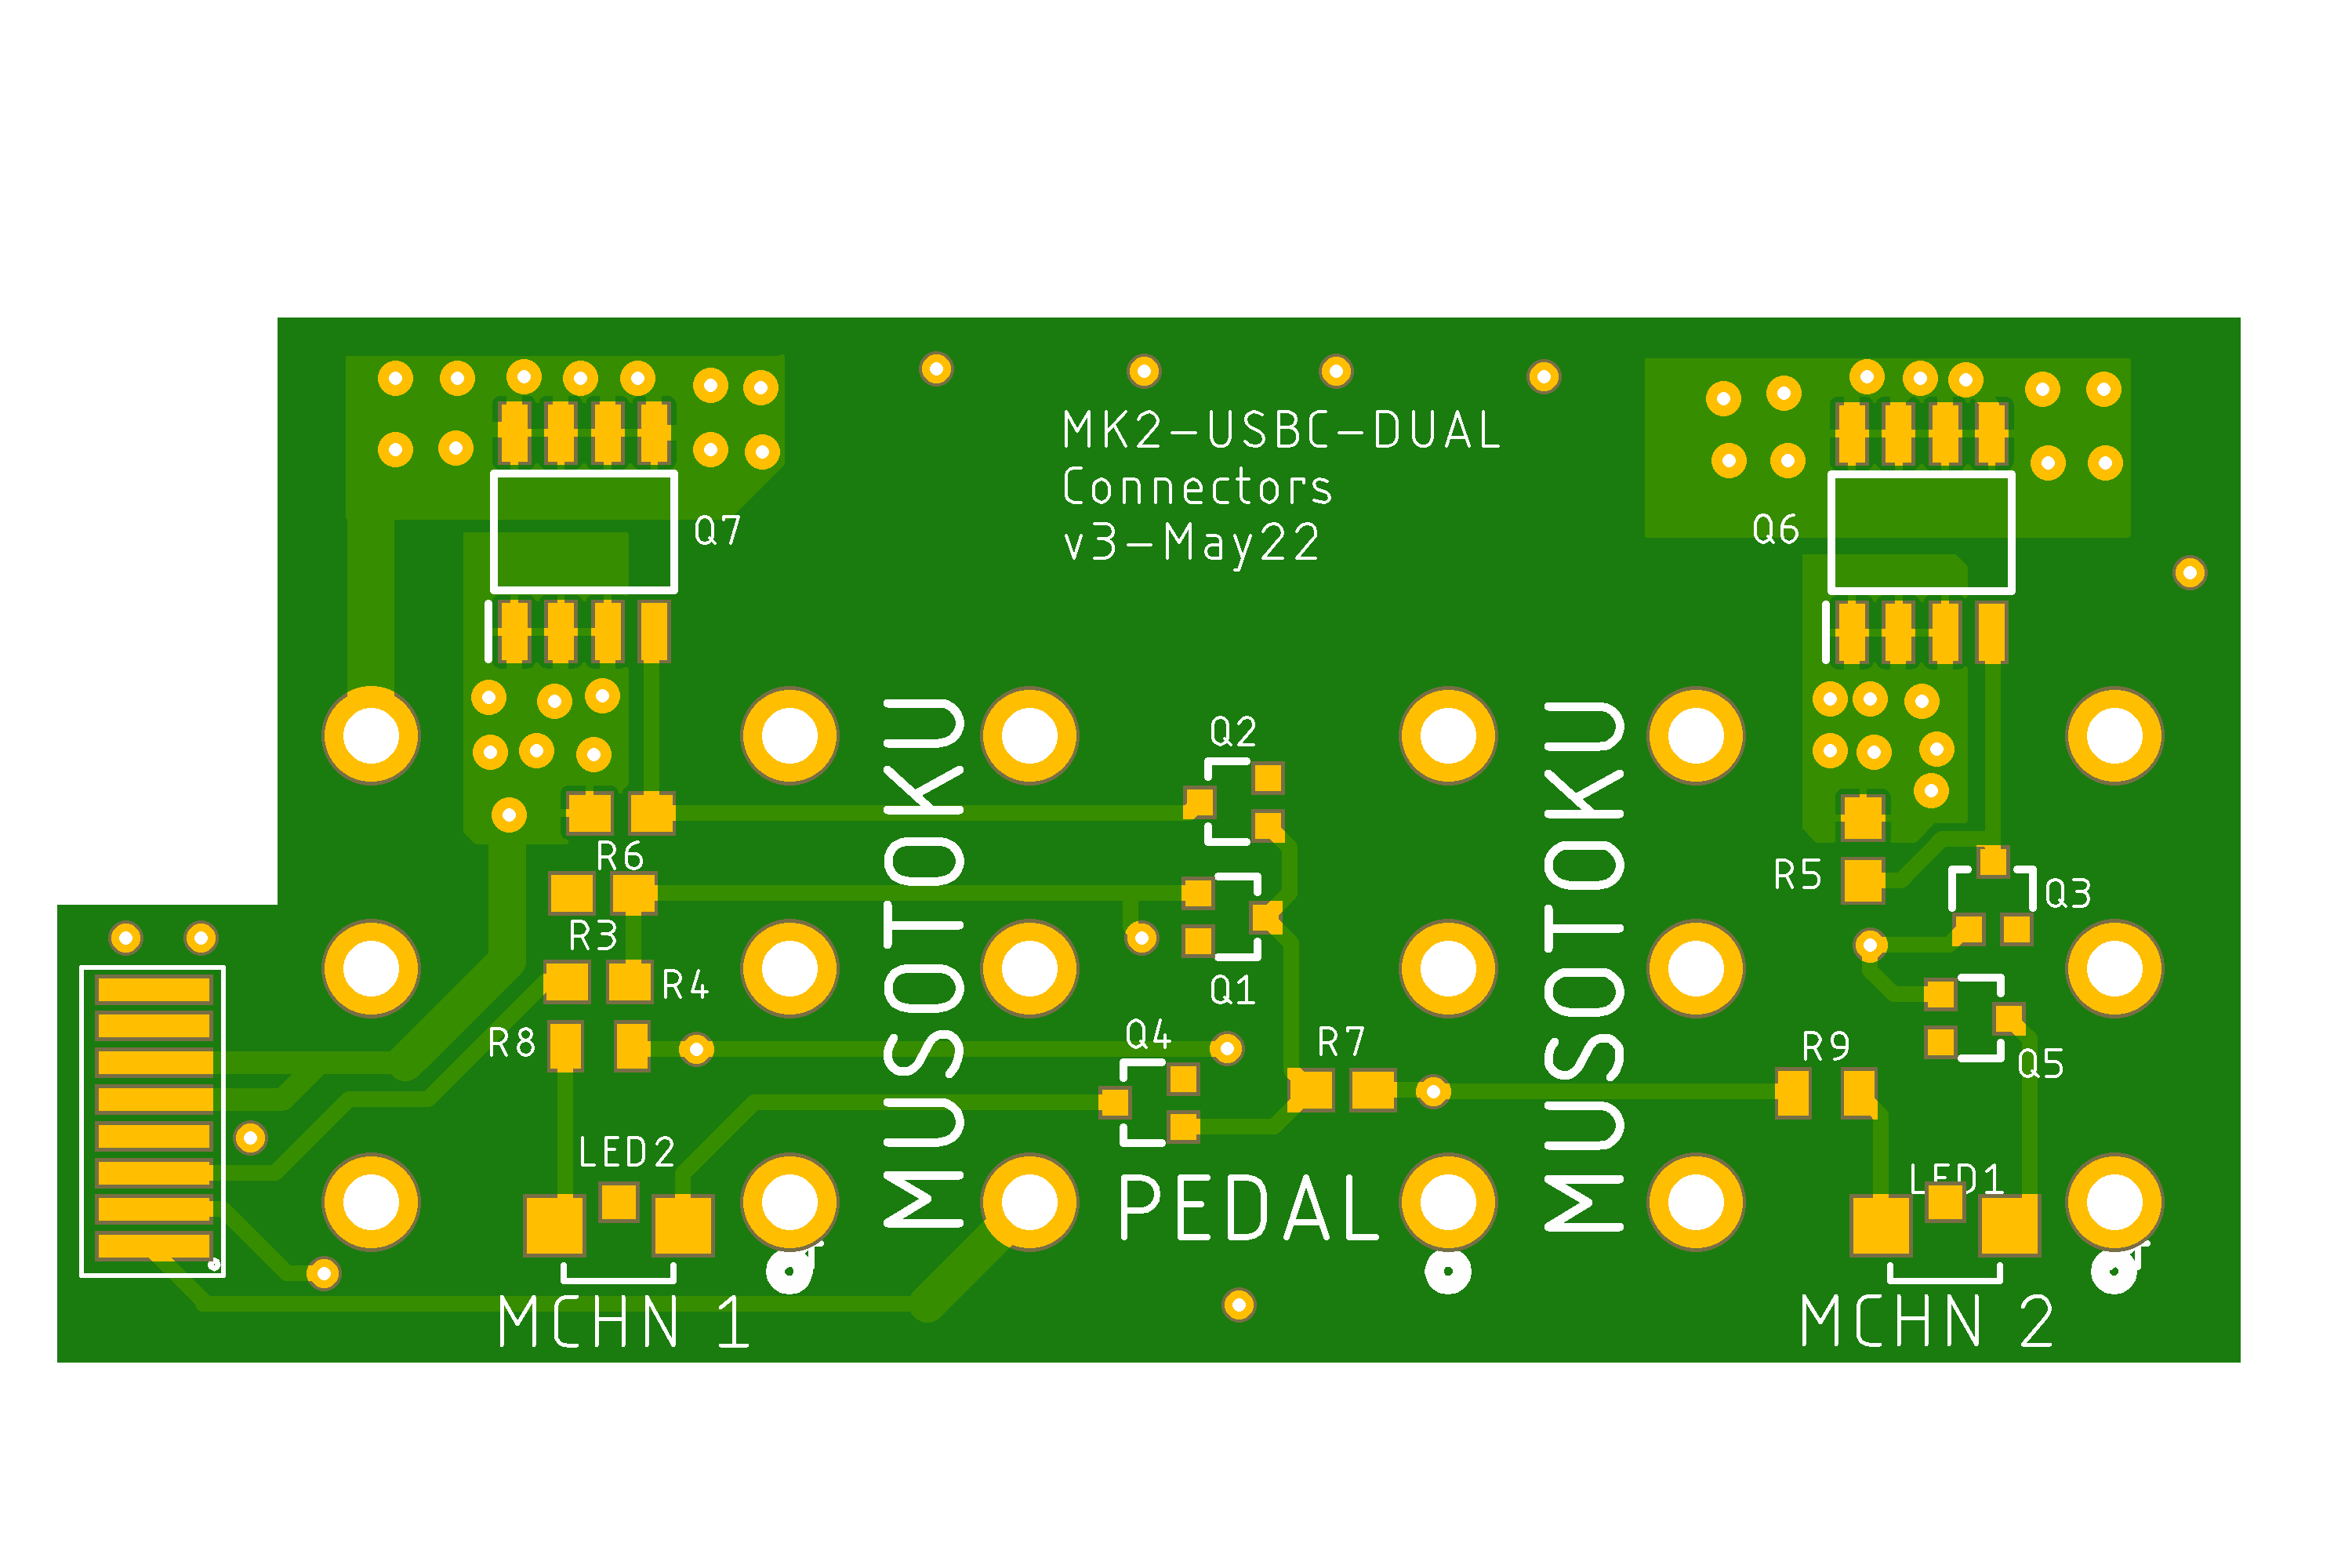 MK2-USBC-DUAL
Connectors
v3-May22
Q7
Q6
Q2
R6
R5
Q3
R3
R4
Q1
R8
Q4
R7
R9
Q5
LED2
LED1
MUSOTOKU
MUSOTOKU
PEDAL
MCHN 1
MCHN 2